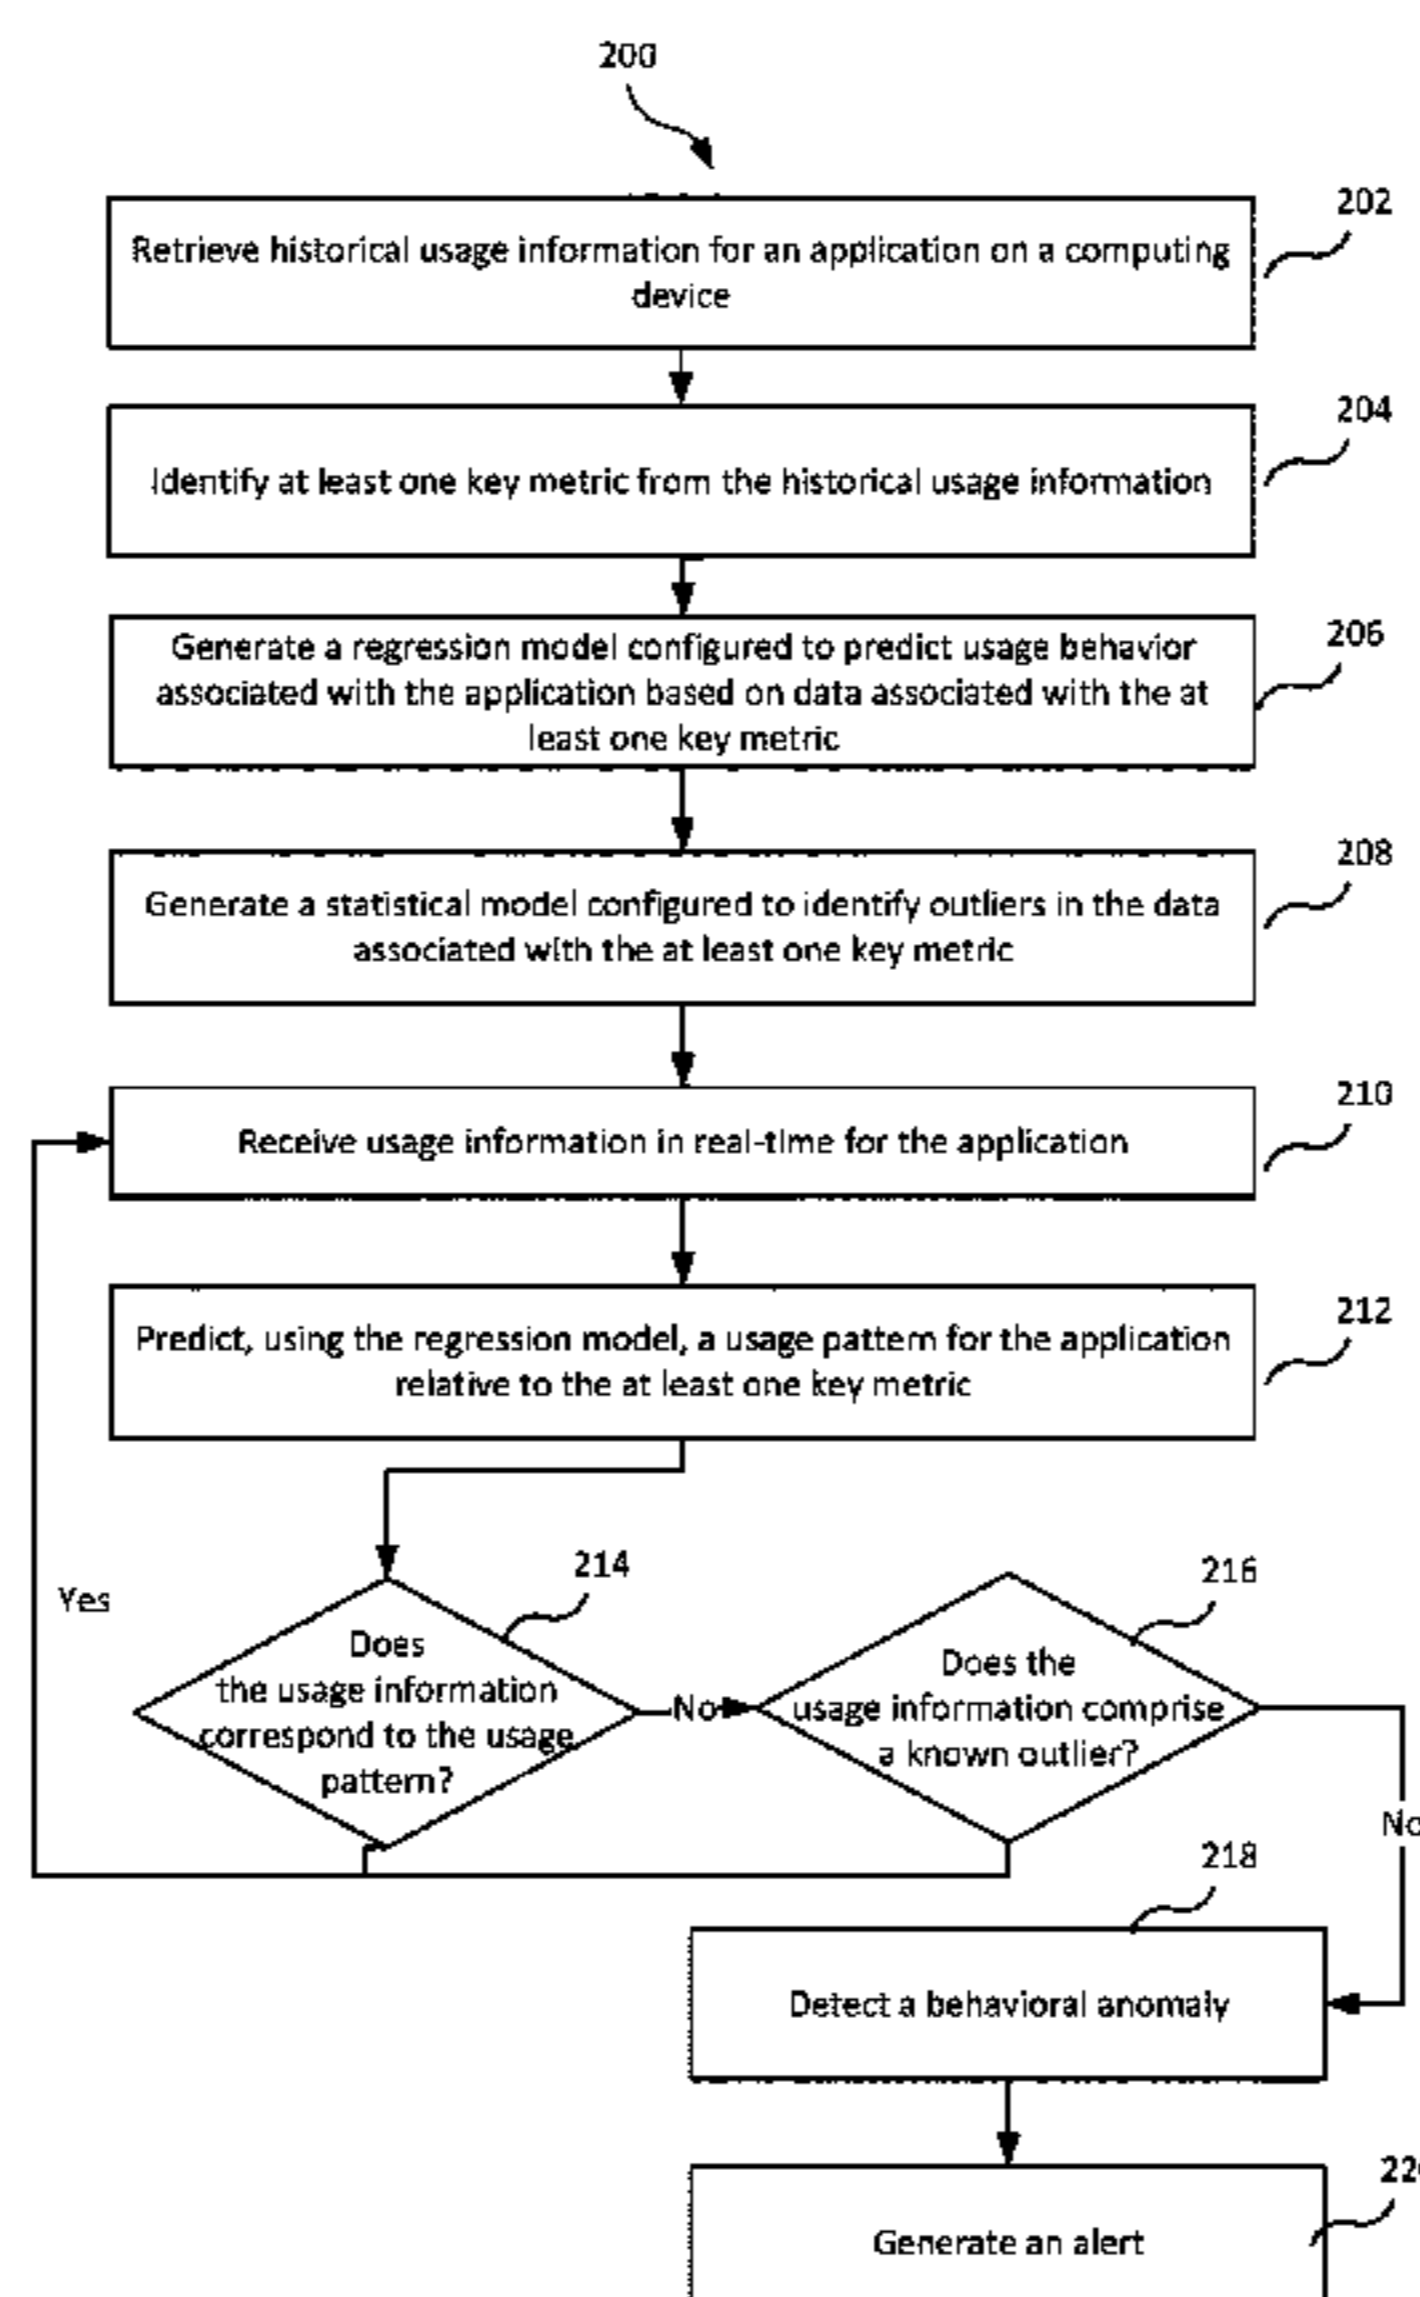 200
202
Retrieve historical usage information for an application on a computing
device
204
Identify at least one key metric from the historical usage information
206
Generate a regression model configured to predict usage behavior
associated with the application based on data associated with the at
least one key metric
208
Generate a statistical model configured to identify outliers in the data
associated with the at least one key metric
210
Receive usage information in real-time for the application
212
Predict, using the regression model, a usage pattern for the application
relative to the at least one key metric
214
216
Yes
Does
the usage information
correspond to the usage
pattern?
No
Does the
usage information comprise
a known outlier?
No
218
Detect a behavioral anomaly
Generate an alert